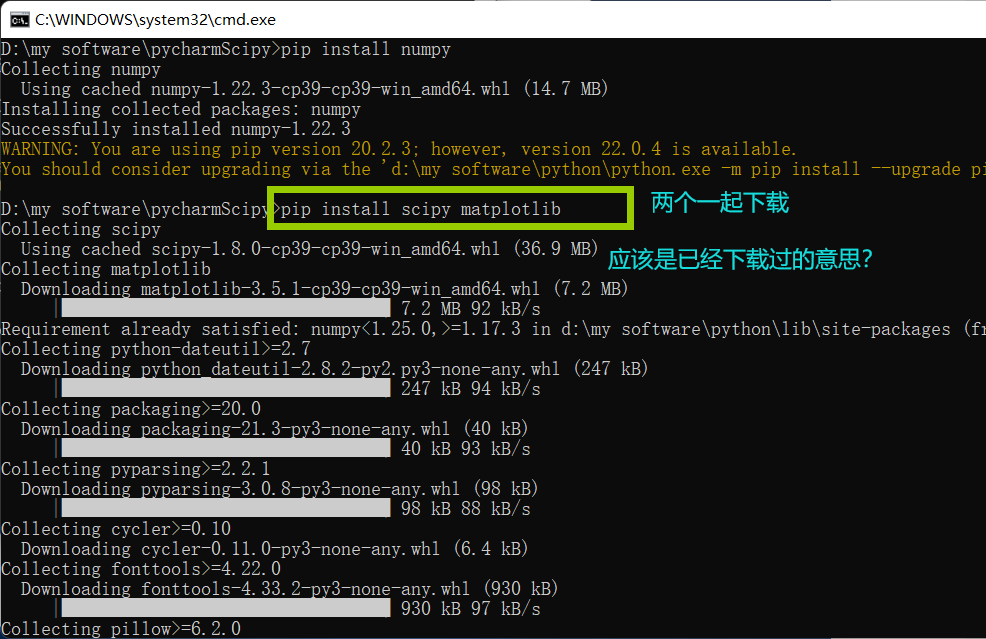 C:\WINDOWS\system32\cmd.exe
D:\my software\pycharmScipy>pip install numpy
Collecting numpy
  Using cached numpy-1.22.3-cp39-cp39-win_amd64.whl (14.7 MB)
Installing collected packages: numpy
Successfully installed numpy-1.22.3
WARNING: You are using pip version 20.2.3; however, version 22.0.4 is available.
You should consider upgrading via the 'd:\my software\python\python.exe -m pip install --upgrade pi
D:\my software\pycharmScipy>pip install scipy matplotlib 两个一起下载
Collecting scipy
  Using cached scipy-1.8.0-cp39-cp39-win_amd64.whl (36.9 MB) 应该是已经下载过的意思?
Collecting matplotlib
  Downloading matplotlib-3.5.1-cp39-cp39-win_amd64.whl (7.2 MB)
7.2 MB 92 kB/s
Requirement already satisfied: numpy<1.25.0,>=1.17.3 in d:\my software\python\lib\site-packages (fr
Collecting python-dateutil>=2.7
  Downloading python_dateutil-2.8.2-py2.py3-none-any.whl (247 kB)
247 kB 94 kB/s
Collecting packaging>=20.0
  Downloading packaging-21.3-py3-none-any.whl (40 kB)
40 kB 93 kB/s
Collecting pyparsing>=2.2.1
  Downloading pyparsing-3.0.8-py3-none-any.whl (98 kB)
98 kB 88 kB/s
Collecting cycler>=0.10
  Downloading cycler-0.11.0-py3-none-any.whl (6.4 kB)
Collecting fonttools>=4.22.0
  Downloading fonttools-4.33.2-py3-none-any.whl (930 kB)
930 kB 97 kB/s
Collecting pillow>=6.2.0